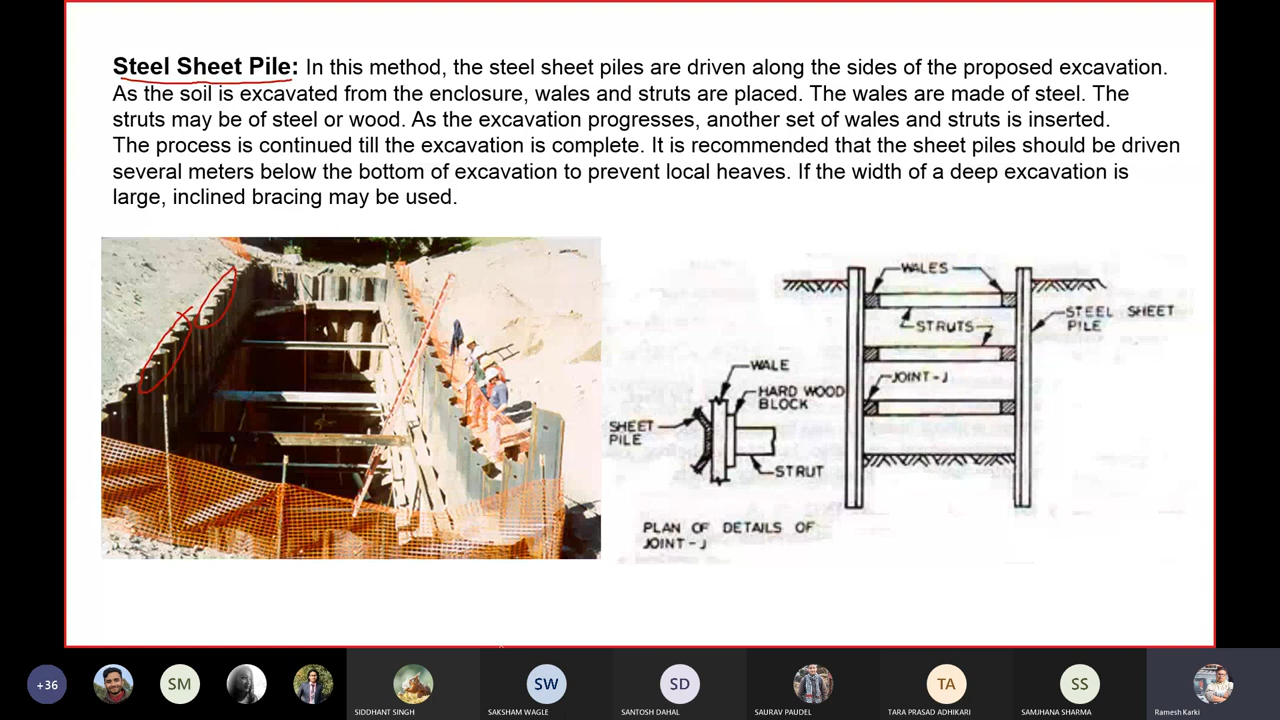 Steel Sheet Pile: In this method, the steel sheet piles are driven along the sides of the proposed excavation.
As the soil is excavated from the enclosure, wales and struts are placed. The wales are made of steel. The
struts may be of steel or wood. As the excavation progresses, another set of wales and struts is inserted.
The process is continued till the excavation is complete. It is recommended that the sheet piles should be driven
several meters below the bottom of excavation to prevent local heaves. If the width of a deep excavation is
large, inclined bracing may be used.
WALES
STRUTS
STEEL SHEET
PILE
JOINT-J
WALE
HARD WOOD
BLOCK
SHEET
PILE
STRUT
PLAN OF DETAILS OF
JOINT-J
+36
SM
SIDDHANT SINGH
SW
SAKSHAM WAGLE
SD
SANTOSH DAHAL
SAURAV PAUDEL
TA
TARA PRASAD ADHIKARI
SS
SAMJHANA SHARMA
Ramesh Karki